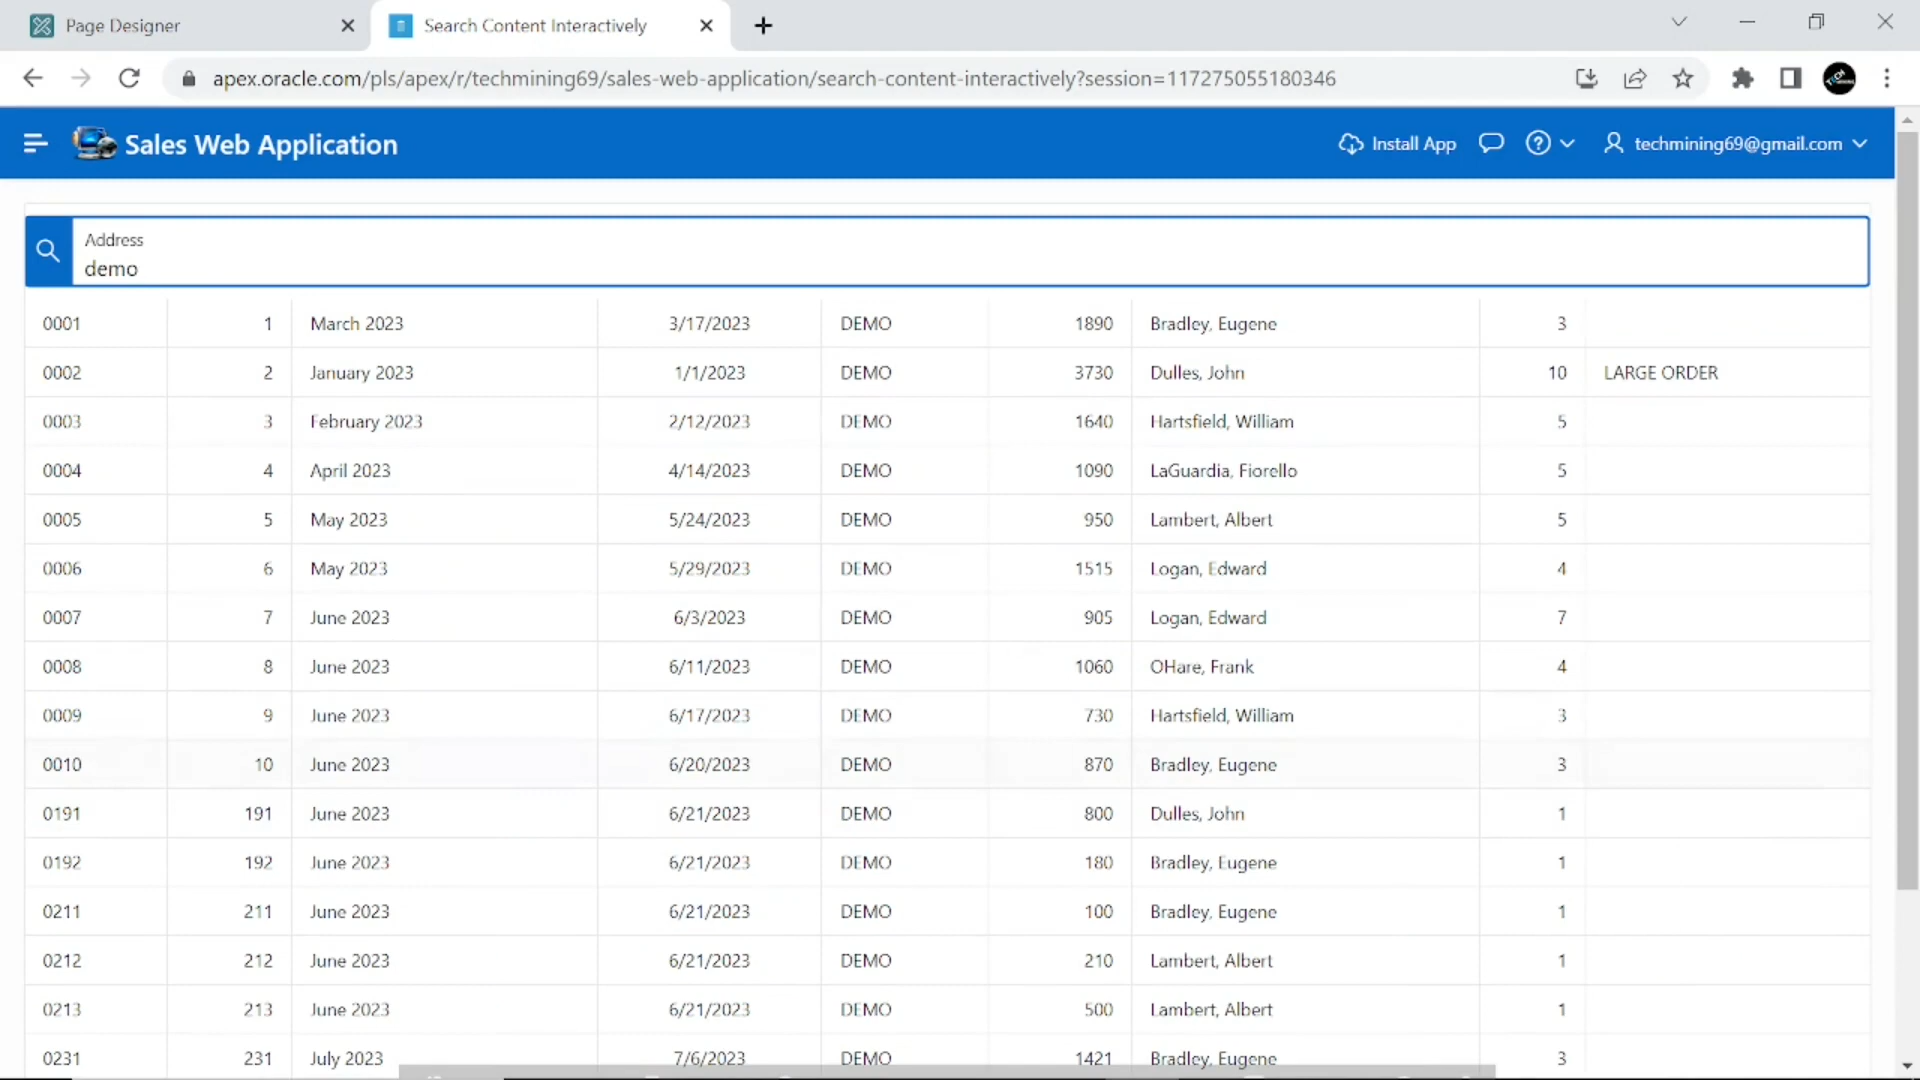 Page Designer
Search Content Interactively
apex.oracle.com/pls/apex/r/techmining69/sales-web-application/search-content-interactively?session=117275055180346
Sales Web Application
Install App
techmining69@gmail.com
Address
demo
0001 1 March 2023 3/17/2023 DEMO 1890 Bradley, Eugene 3
0002 2 January 2023 1/1/2023 DEMO 3730 Dulles, John 10 LARGE ORDER
0003 3 February 2023 2/12/2023 DEMO 1640 Hartsfield, William 5
0004 4 April 2023 4/14/2023 DEMO 1090 LaGuardia, Fiorello 5
0005 5 May 2023 5/24/2023 DEMO 950 Lambert, Albert 5
0006 6 May 2023 5/29/2023 DEMO 1515 Logan, Edward 4
0007 7 June 2023 6/3/2023 DEMO 905 Logan, Edward 7
0008 8 June 2023 6/11/2023 DEMO 1060 OHare, Frank 4
0009 9 June 2023 6/17/2023 DEMO 730 Hartsfield, William 3
0010 10 June 2023 6/20/2023 DEMO 870 Bradley, Eugene 3
0191 191 June 2023 6/21/2023 DEMO 800 Dulles, John 1
0192 192 June 2023 6/21/2023 DEMO 180 Bradley, Eugene 1
0211 211 June 2023 6/21/2023 DEMO 100 Bradley, Eugene 1
0212 212 June 2023 6/21/2023 DEMO 210 Lambert, Albert 1
0213 213 June 2023 6/21/2023 DEMO 500 Lambert, Albert 1
0231 231 July 2023 7/6/2023 DEMO 1421 Bradley, Eugene 3